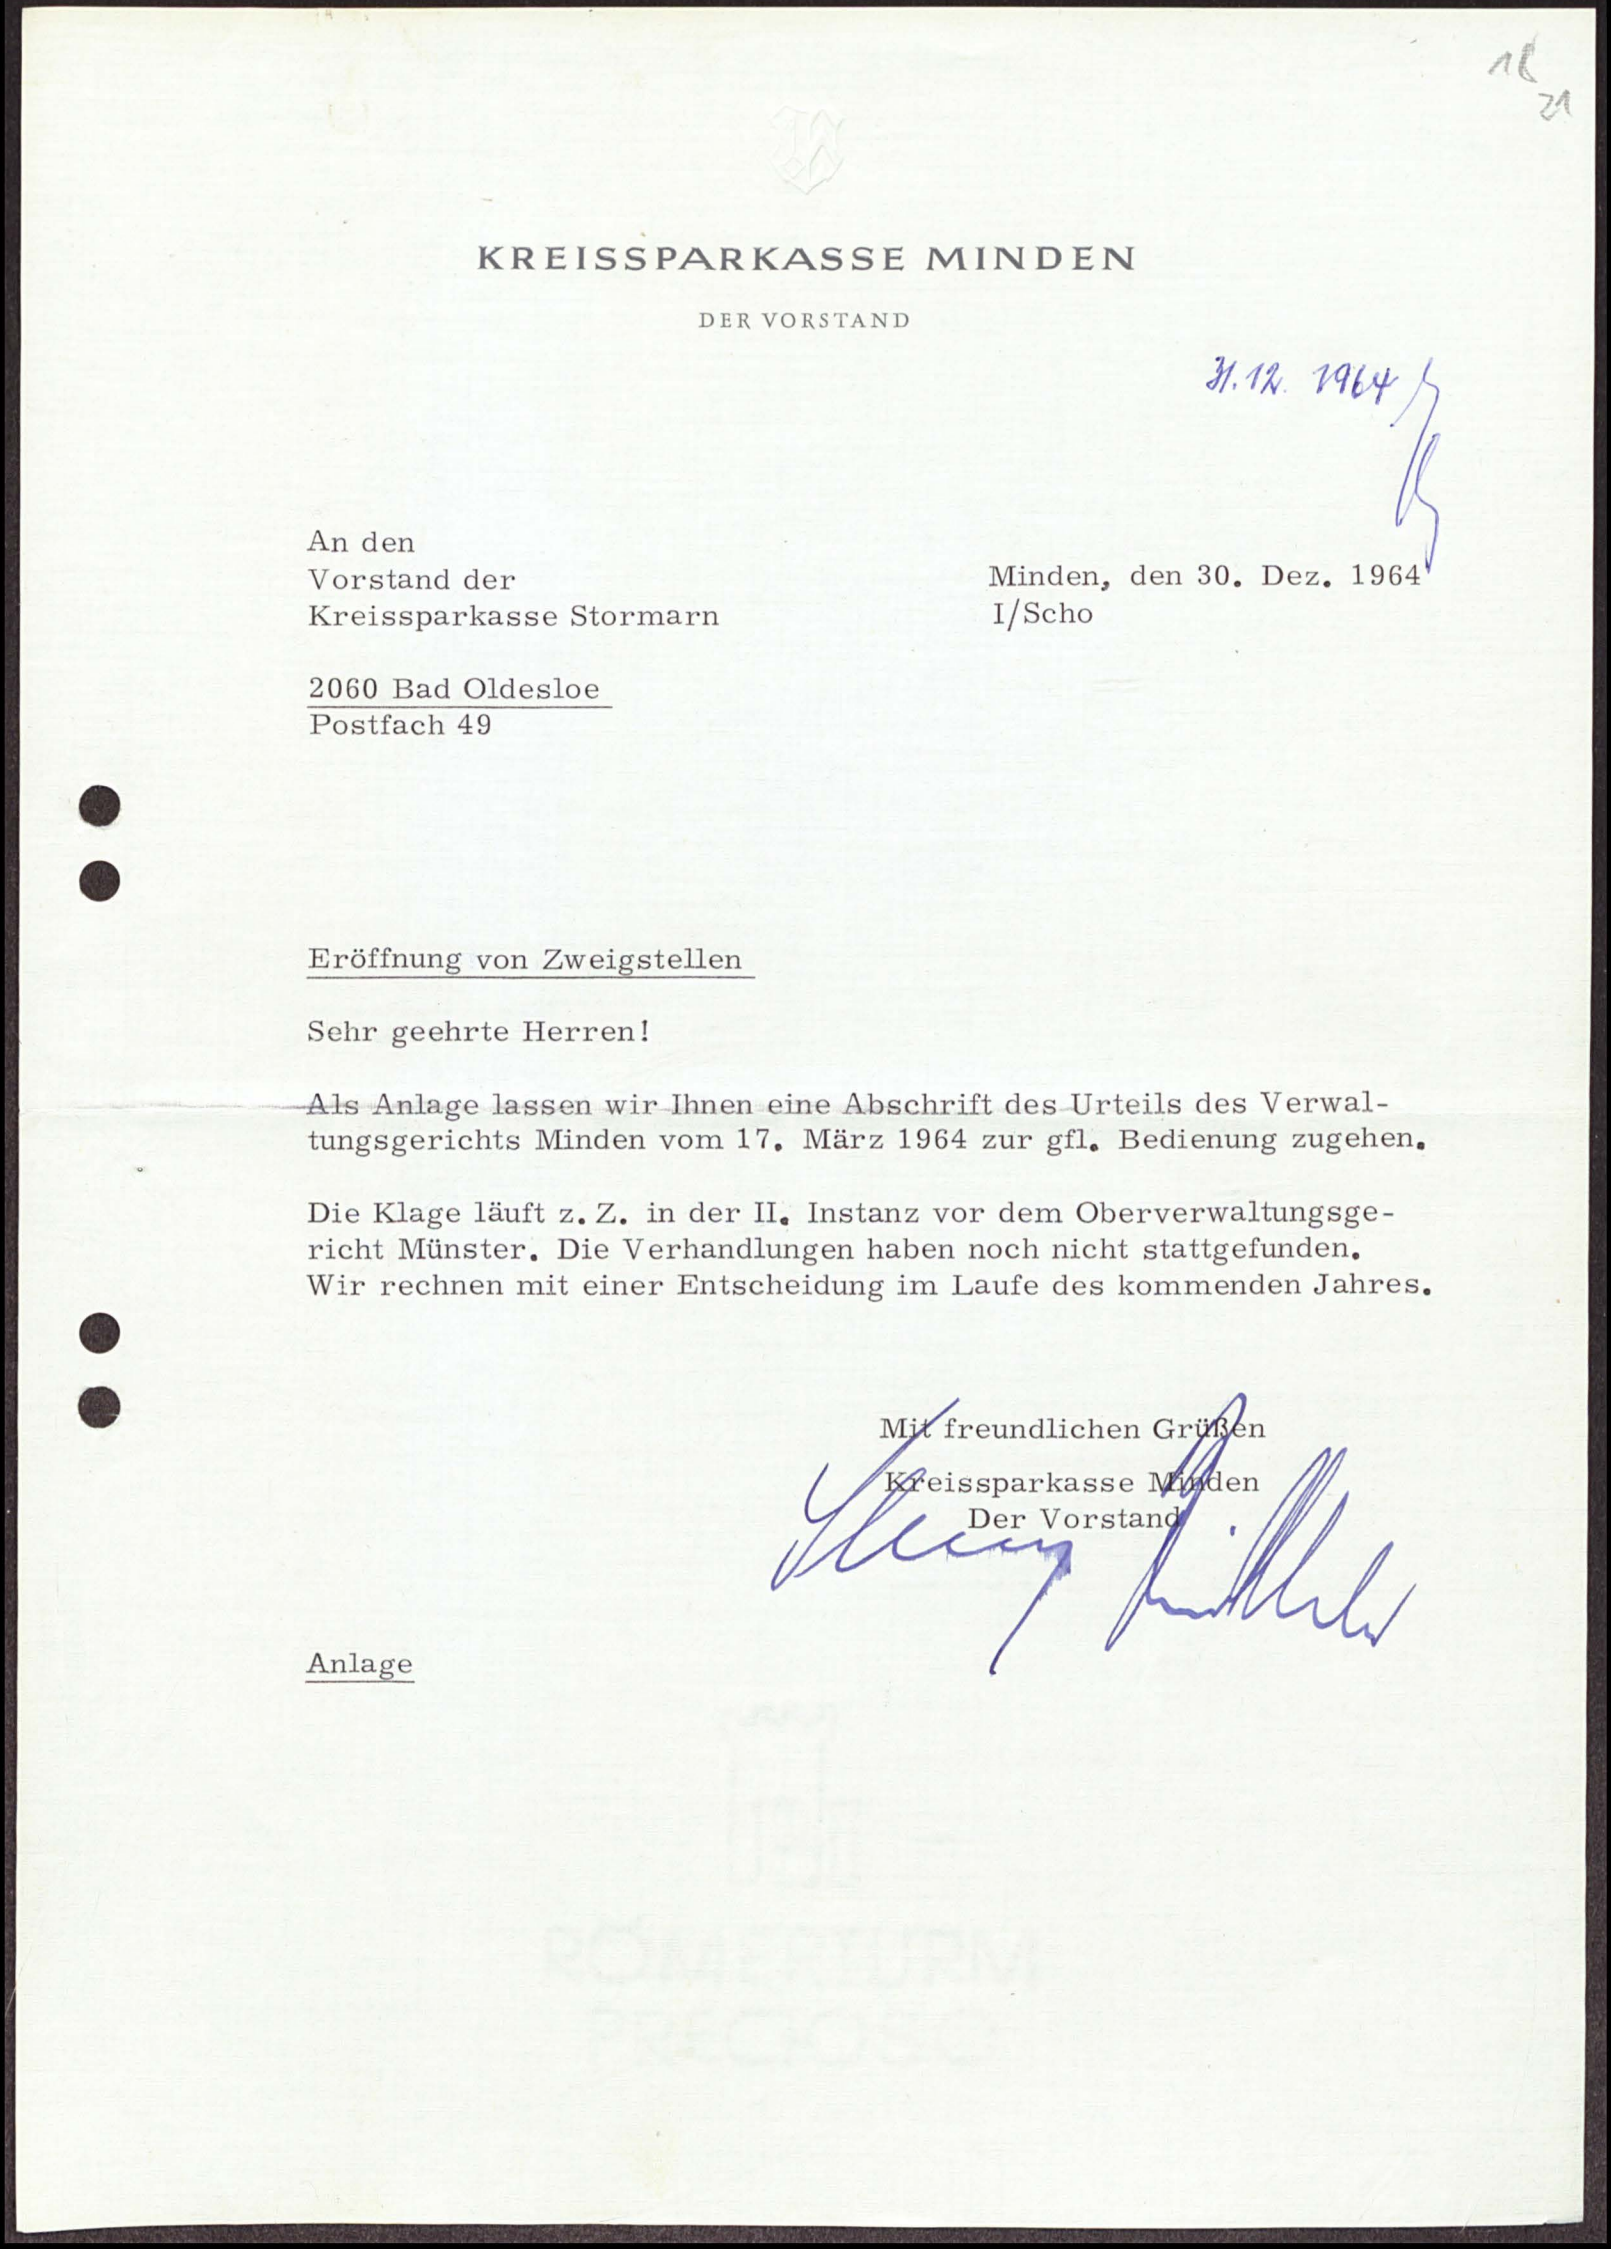 18
21
KREISSPARKASSE MINDEN
DER VORSTAND
31.12. 1964
An den
Vorstand der
Kreissparkasse Stormarn
Minden, den 30. Dez. 1964
I/Scho
2060 Bad Oldesloe
Postfach 49
Eröffnung von Zweigstellen
Sehr geehrte Herren!
Als Anlage lassen wir Ihnen eine Abschrift des Urteils des Verwal-
tungsgerichts Minden vom 17. März 1964 zur gfl. Bedienung zugehen.
Die Klage läuft z. Z. in der II. Instanz vor dem Oberverwaltungsge-
richt Münster. Die Verhandlungen haben noch nicht stattgefunden.
Wir rechnen mit einer Entscheidung im Laufe des kommenden Jahres.
Mit freundlichen Grüßen
Kreissparkasse Minden
Der Vorstand
Anlage
RÖMERTURM
PRECIOSO